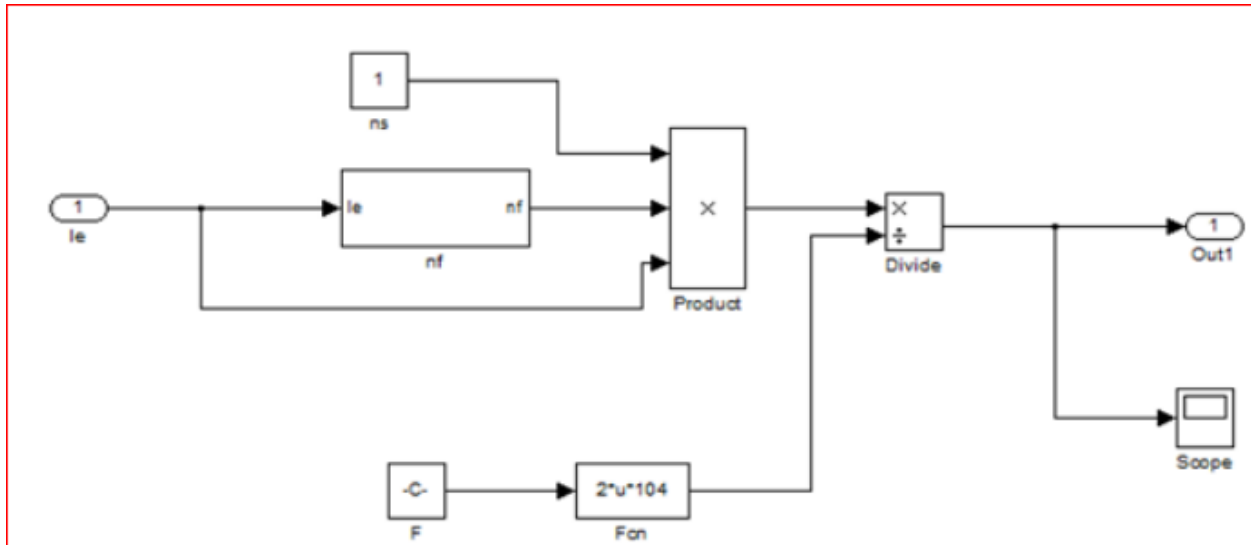 1
ns
1
Ie
Ie
nf
nf
×
Product
×
÷
Divide
1
Out1
Scope
-C-
F
2*u*104
Fcn